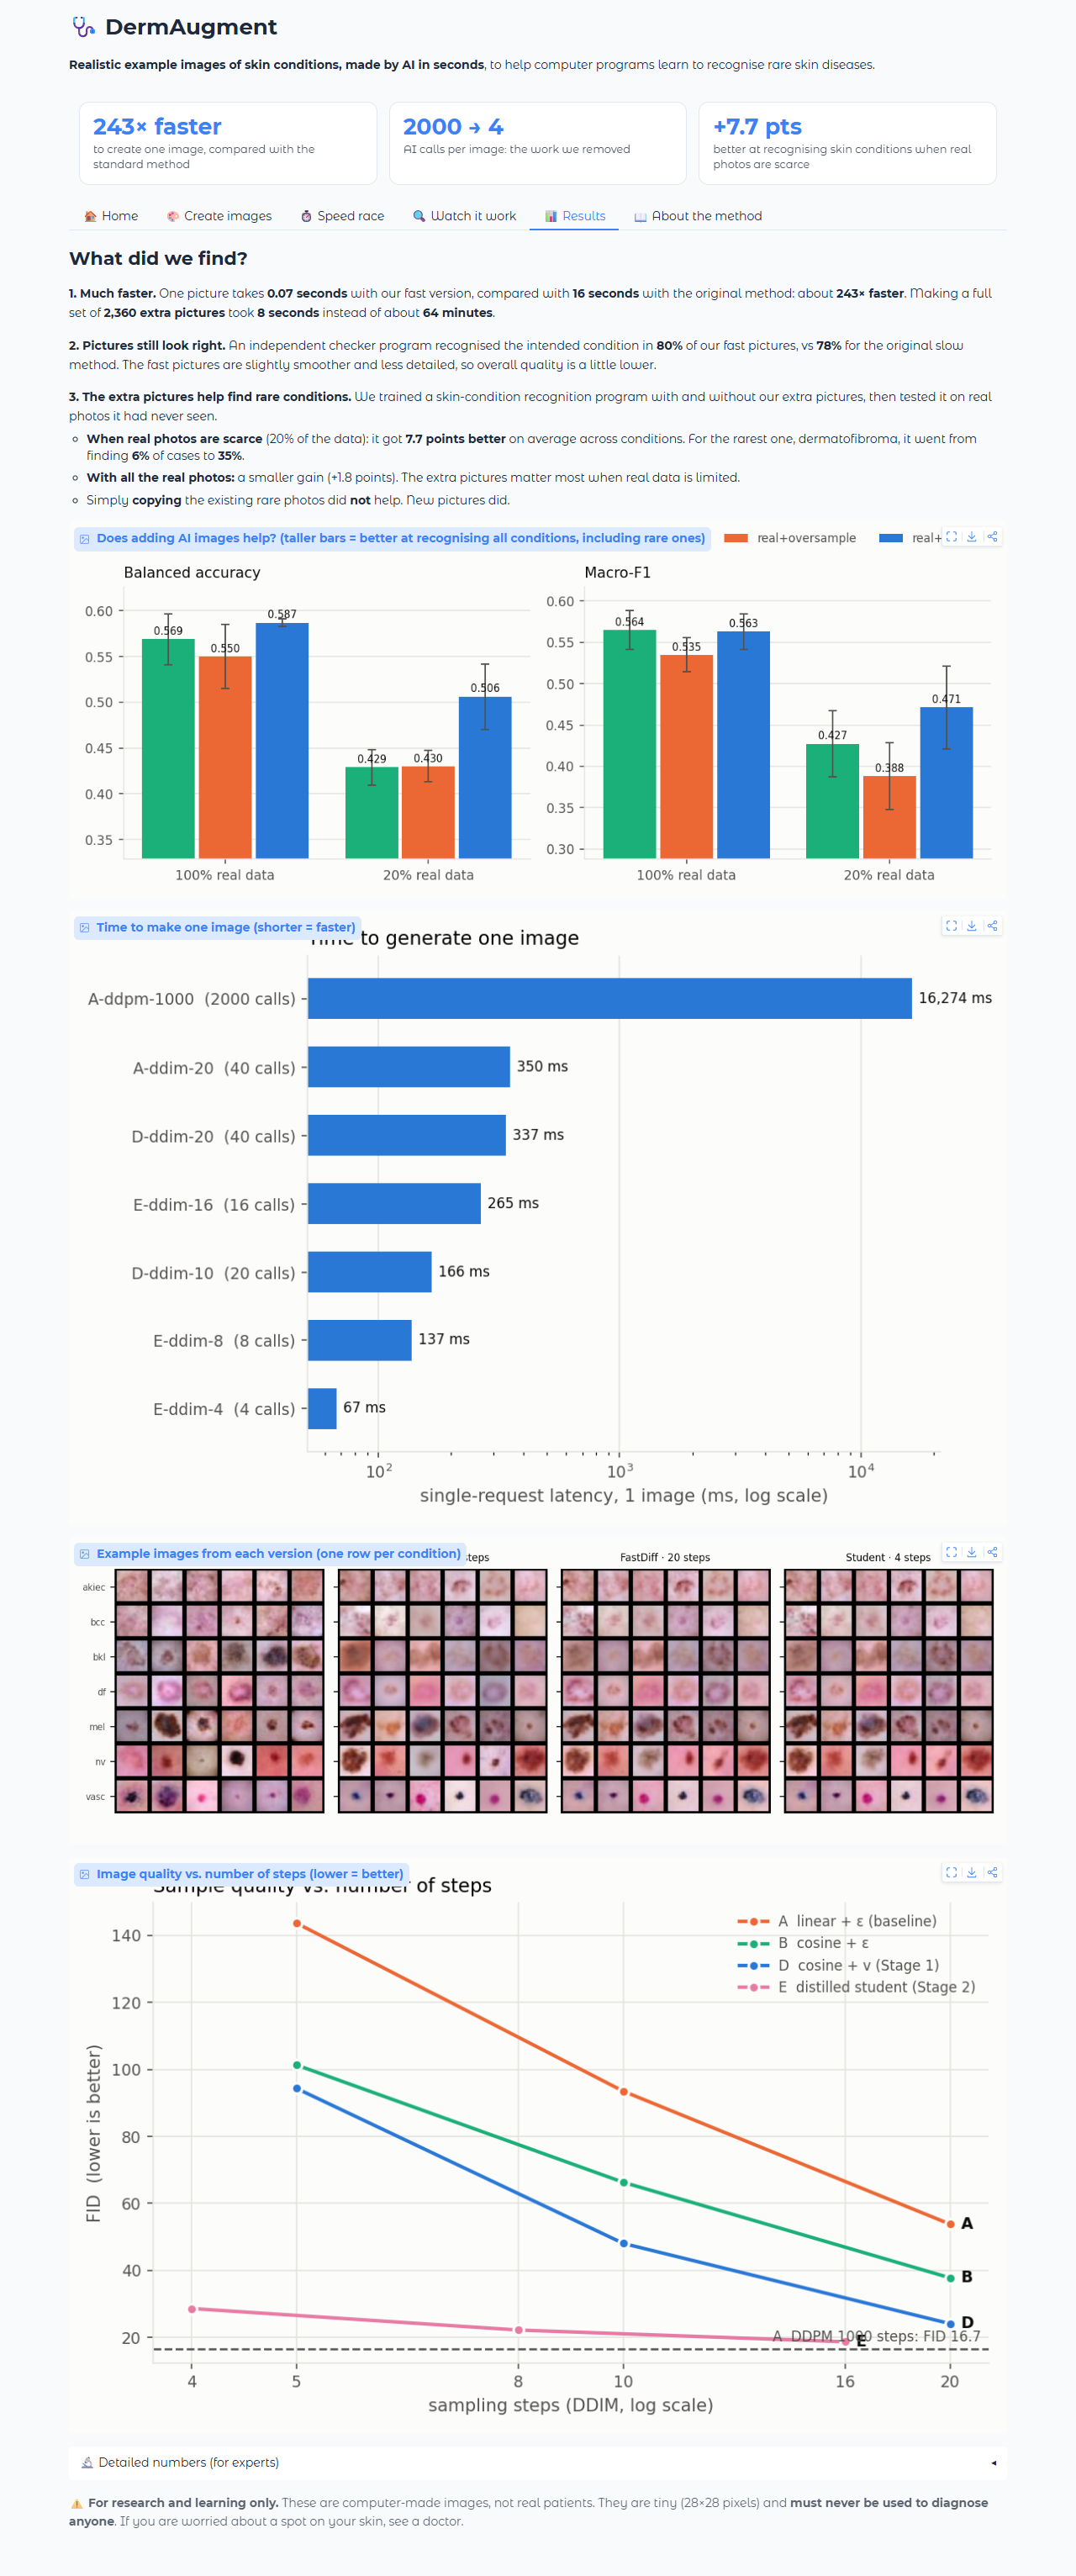 DermAugment
Realistic example images of skin conditions, made by AI in seconds, to help computer programs learn to recognise rare skin diseases.
243× faster
to create one image, compared with the
standard method
2000 → 4
AI calls per image: the work we removed
+7.7 pts
better at recognising skin conditions when real
photos are scarce
Home Create images Speed race Watch it work Results About the method
What did we find?
1. Much faster. One picture takes 0.07 seconds with our fast version, compared with 16 seconds with the original method: about 243× faster. Making a full
set of 2,360 extra pictures took 8 seconds instead of about 64 minutes.
2. Pictures still look right. An independent checker program recognised the intended condition in 80% of our fast pictures, vs 78% for the original slow
method. The fast pictures are slightly smoother and less detailed, so overall quality is a little lower.
3. The extra pictures help find rare conditions. We trained a skin-condition recognition program with and without our extra pictures, then tested it on real
photos it had never seen.
When real photos are scarce (20% of the data): it got 7.7 points better on average across conditions. For the rarest one, dermatofibroma, it went from
finding 6% of cases to 35%.
With all the real photos: a smaller gain (+1.8 points). The extra pictures matter most when real data is limited.
Simply copying the existing rare photos did not help. New pictures did.
Does adding AI images help? (taller bars = better at recognising all conditions, including rare ones)
real+oversample real+
Balanced accuracy
0.60
0.55
0.50
0.45
0.40
0.35
0.569 0.550 0.587
0.429 0.430 0.506
100% real data 20% real data
Macro-F1
0.60
0.55
0.50
0.45
0.40
0.35
0.30
0.564 0.535 0.563
0.427 0.388 0.471
100% real data 20% real data
Time to make one image (shorter = faster)
Time to generate one image
A-ddpm-1000 (2000 calls) 16,274 ms
A-ddim-20 (40 calls) 350 ms
D-ddim-20 (40 calls) 337 ms
E-ddim-16 (16 calls) 265 ms
D-ddim-10 (20 calls) 166 ms
E-ddim-8 (8 calls) 137 ms
E-ddim-4 (4 calls) 67 ms
10² 10³ 10⁴
single-request latency, 1 image (ms, log scale)
Example images from each version (one row per condition)
steps
FastDiff · 20 steps
Student · 4 steps
akiec
bcc
bkl
df
mel
nv
vasc
Image quality vs. number of steps (lower = better)
Sample quality vs. number of steps
A linear + ε (baseline)
B cosine + ε
D cosine + v (Stage 1)
E distilled student (Stage 2)
FID (lower is better)
140
120
100
80
60
40
20
A
B
D
E
A DDPM 1000 steps: FID 16.7
4 5 8 10 16 20
sampling steps (DDIM, log scale)
Detailed numbers (for experts)
For research and learning only. These are computer-made images, not real patients. They are tiny (28×28 pixels) and must never be used to diagnose
anyone. If you are worried about a spot on your skin, see a doctor.